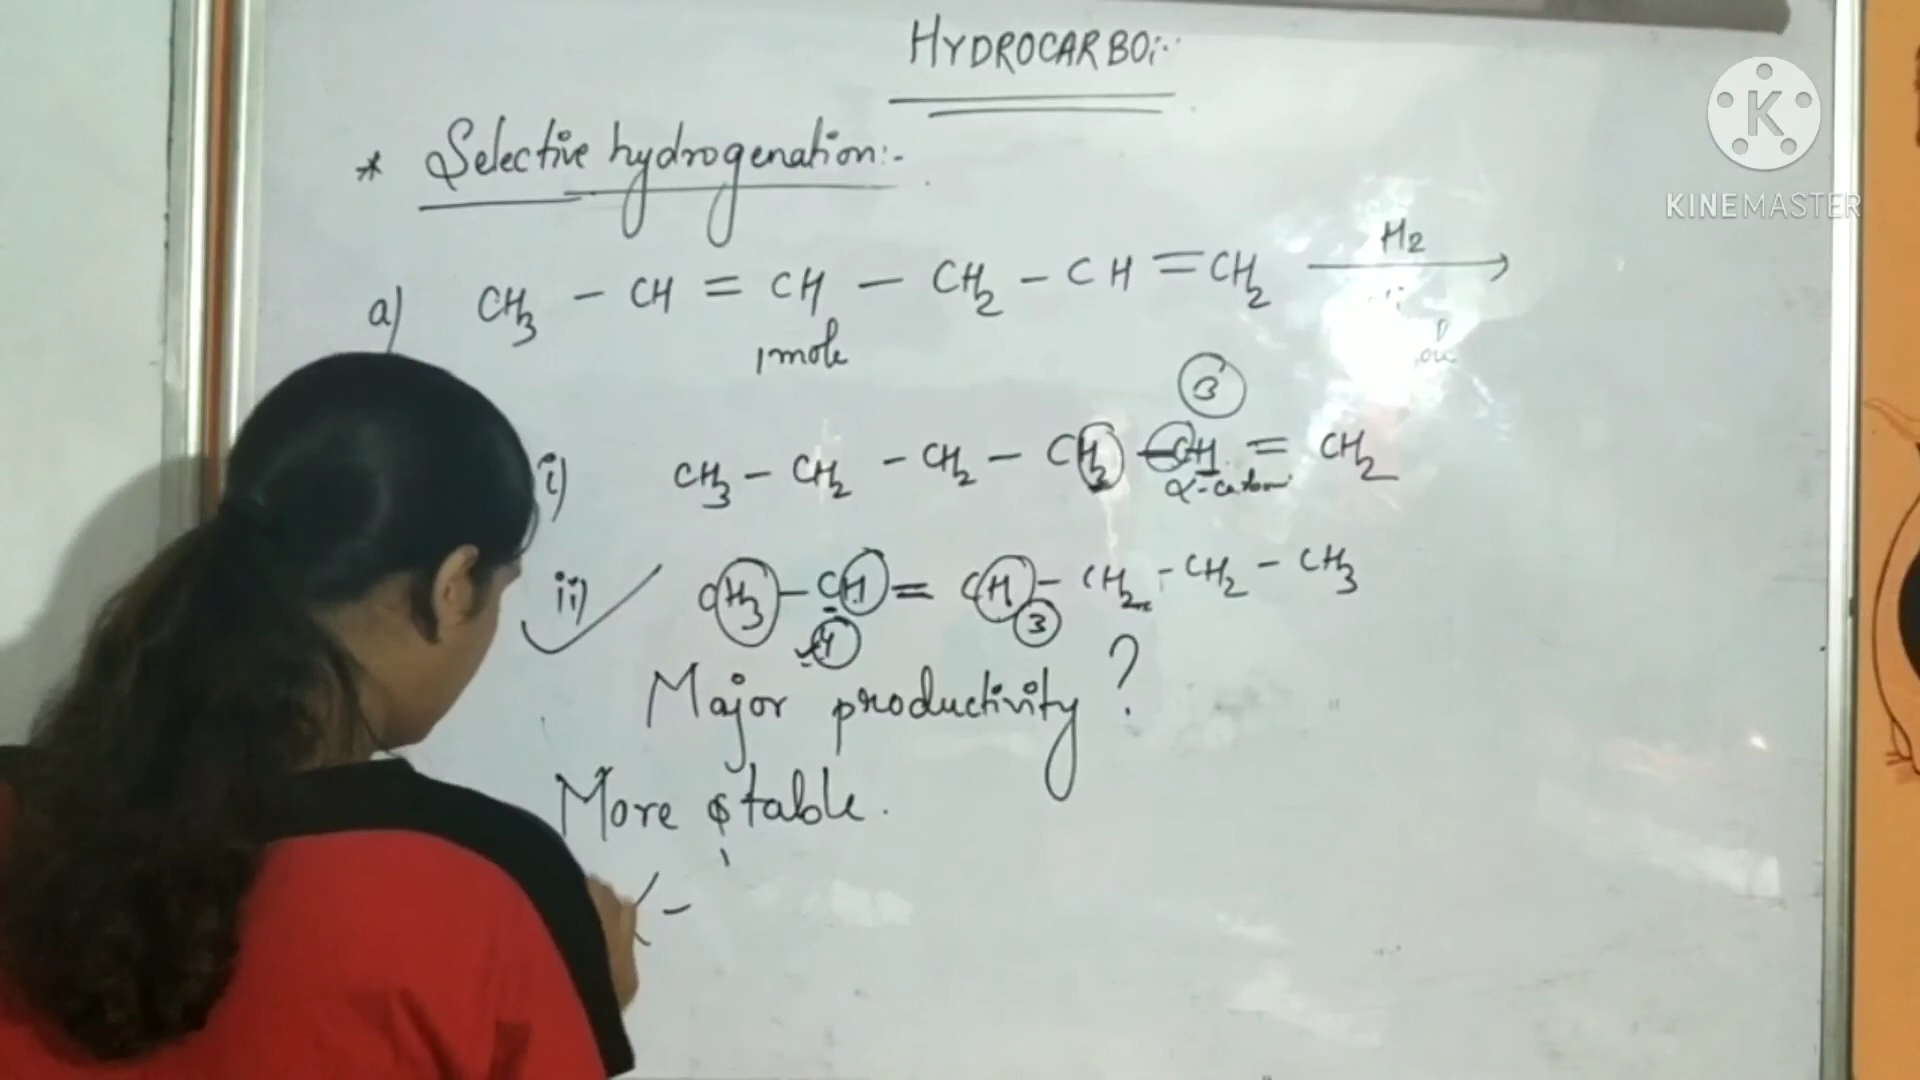 HYDROCARBO
* Selective hydrogenation:-
a) CH3 - CH = CH - CH2 - CH = CH2 H2 →
1mole
3
i) CH3 - CH2 - CH2 - CH2 - CH = CH2
ii) CH3 - CH = CH - CH2 - CH2 - CH3
4 3
Major productivity?
More stable.
K
KINEMASTER